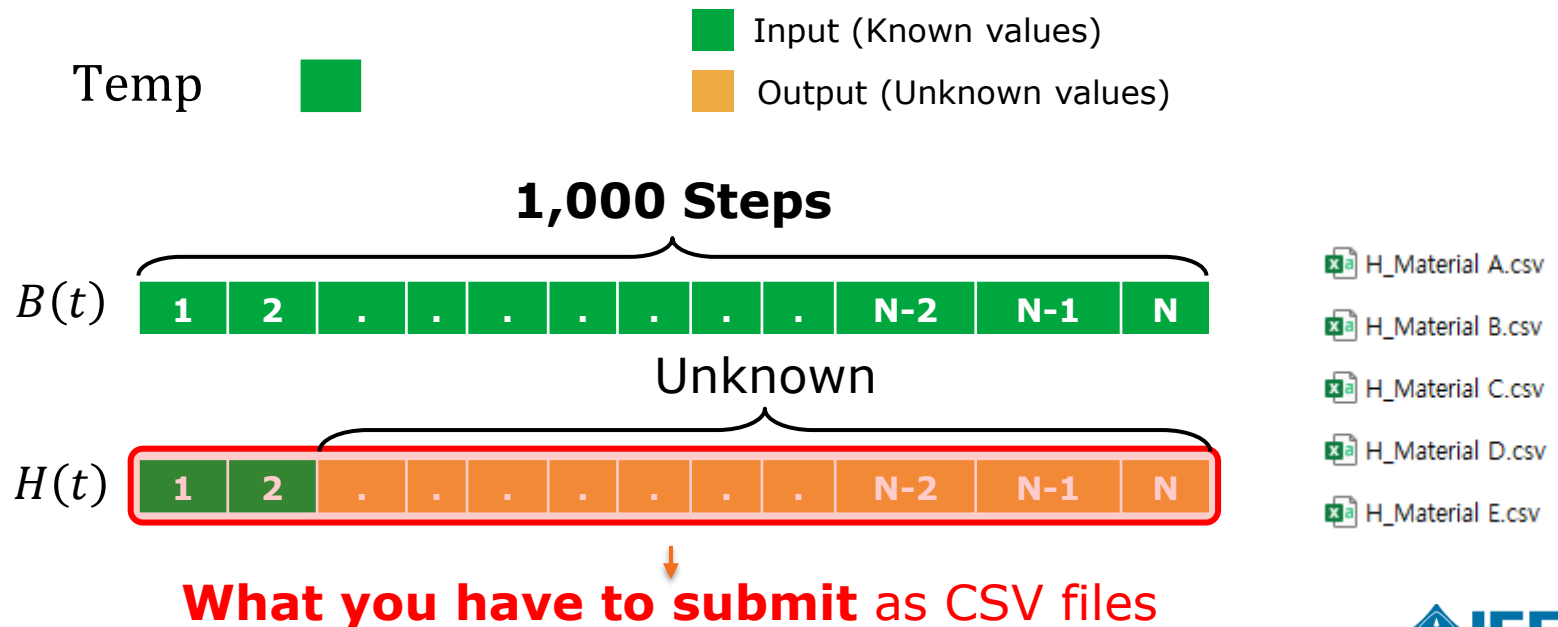 Input (Known values)
Temp
Output (Unknown values)
1,000 Steps
B(t) 1 2 . . . . . . . N-2 N-1 N
Unknown
H(t) 1 2 . . . . . . . N-2 N-1 N
What you have to submit as CSV files
H_Material A.csv
H_Material B.csv
H_Material C.csv
H_Material D.csv
H_Material E.csv